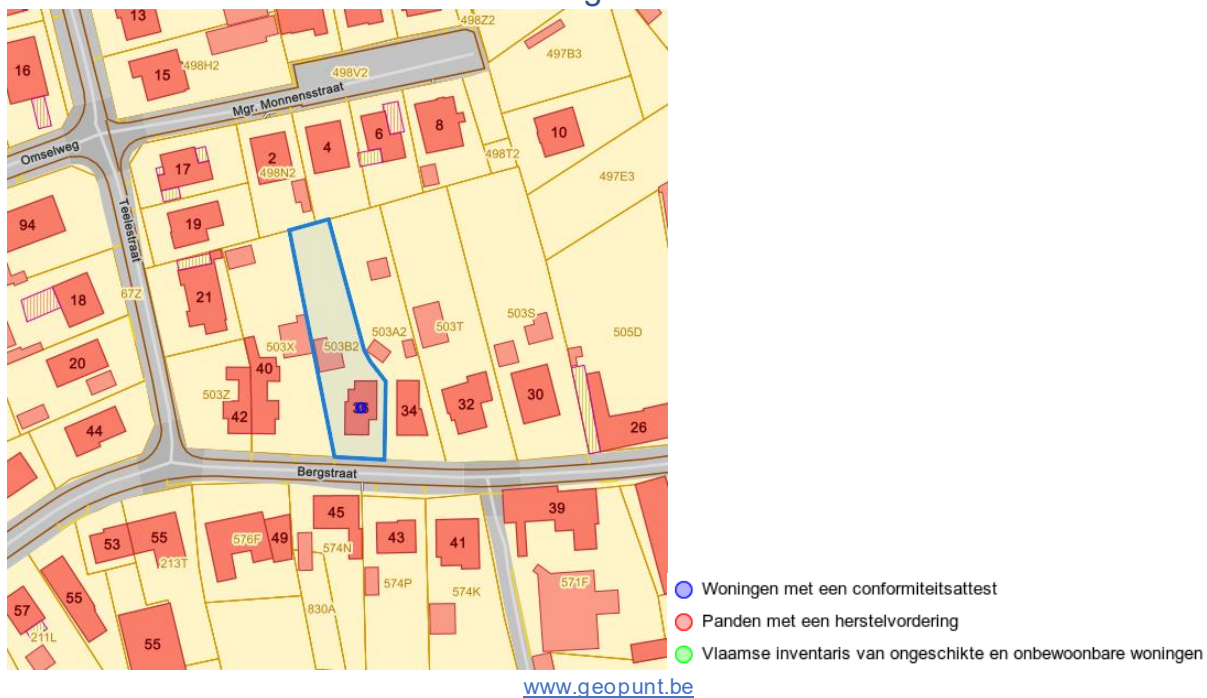 13
498Z2
16
15
498H2
498V2
497B3
Mgr. Monnensstraat
Omselweg
17
2
498N2
4
6
8
10
498T2
497E3
94
Teelestraat
19
67Z
18
21
503X
503B2
503A2
503T
503S
505D
20
40
503Z
42
34
32
30
26
44
Bergstraat
53
55
213T
576F
49
45
574N
43
574P
41
574K
39
571F
57
211L
55
55
830A
Woningen met een conformiteitsattest
Panden met een herstelvordering
Vlaamse inventaris van ongeschikte en onbewoonbare woningen
www.geopunt.be